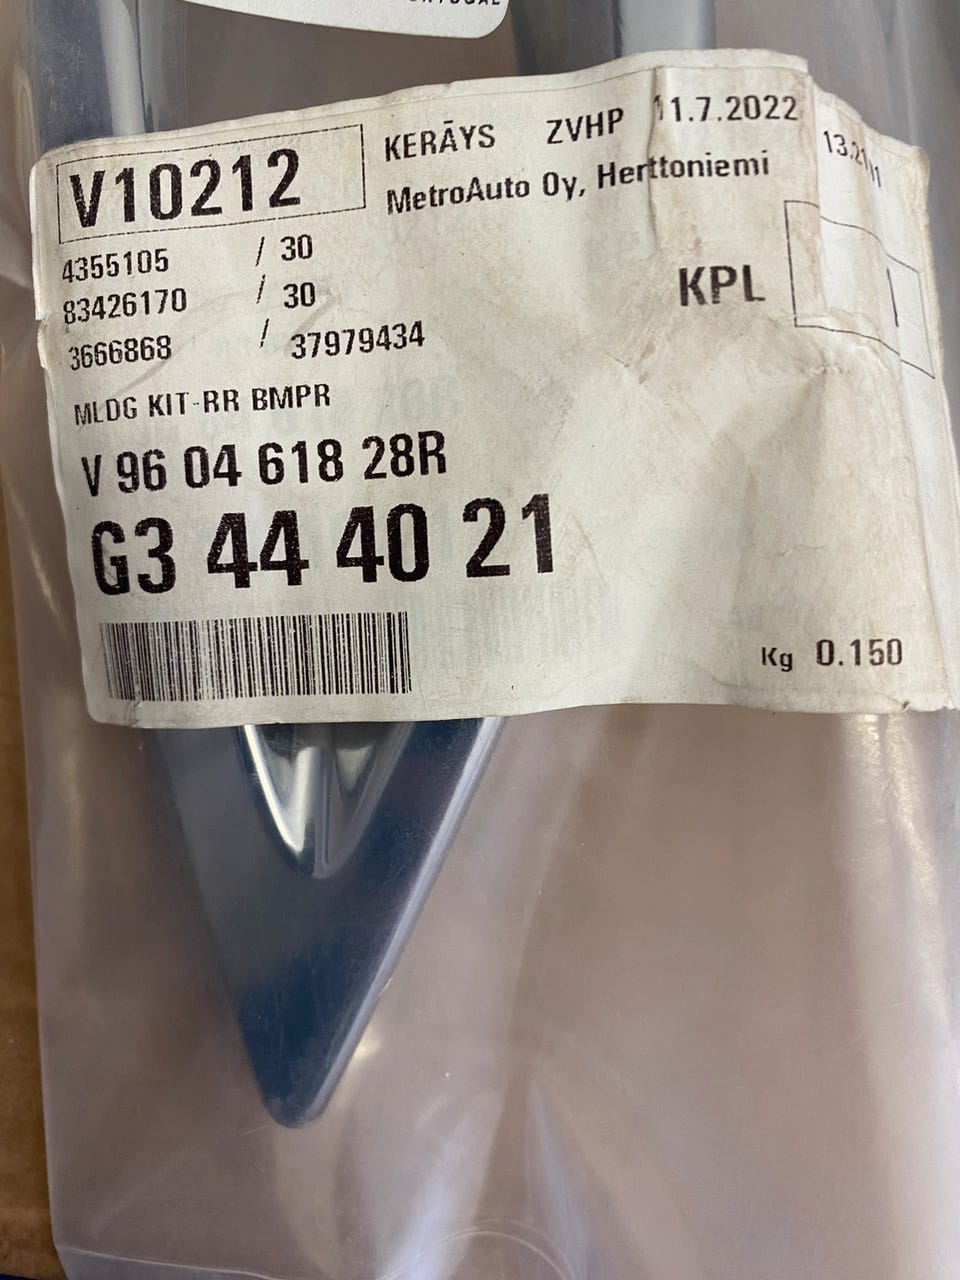 V10212
KERÄYS ZVHP 11.7.2022
MetroAuto Oy, Herttoniemi
4355105 / 30
83426170 / 30
3666868 / 37979434
KPL
MLDG KIT-RR BMPR
V 96 04 618 28R
G3 44 40 21
Kg 0.150